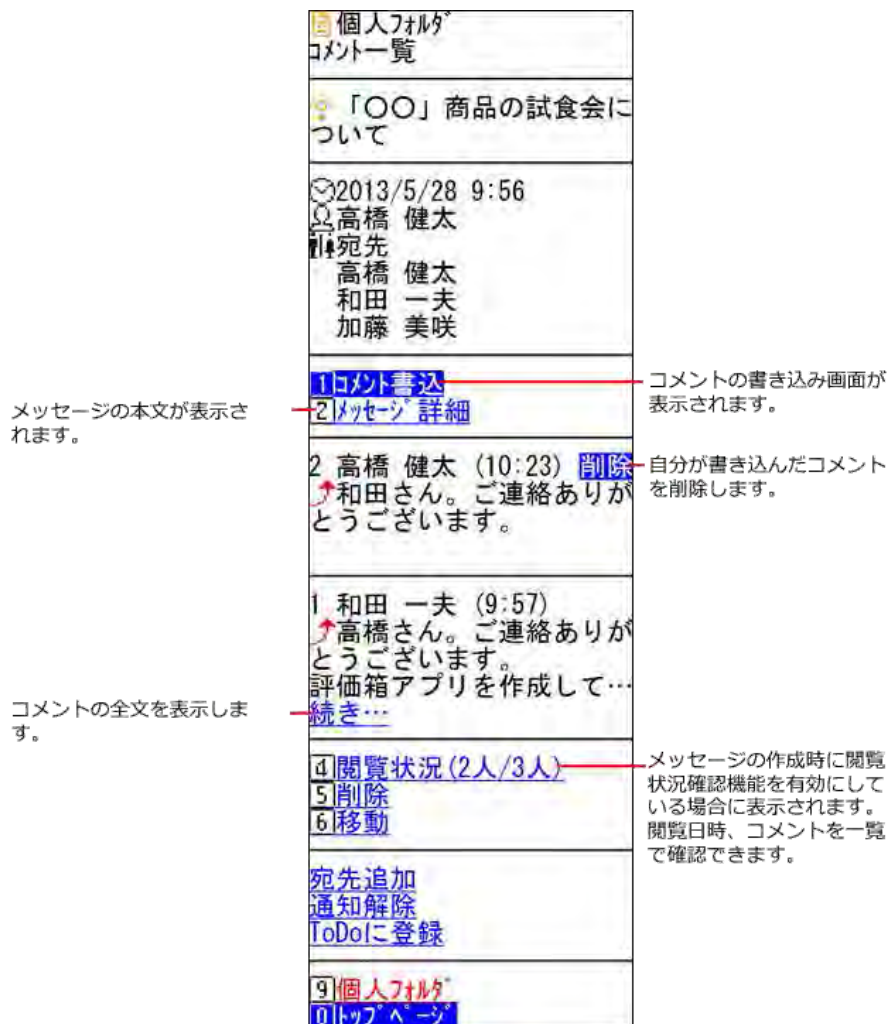 個人ﾌｫﾙﾀﾞ
ｺﾒﾝﾄ一覧
「〇〇」商品の試食会に
ついて
2013/5/28 9:56
高橋 健太
宛先
高橋 健太
和田 一夫
加藤 美咲
1ｺﾒﾝﾄ書込
2ﾒｯｾｰｼﾞ詳細
コメントの書き込み画面が
表示されます。
メッセージの本文が表示さ
れます。
2 高橋 健太 (10:23) 削除
和田さん。ご連絡ありが
とうございます。
自分が書き込んだコメント
を削除します。
1 和田 一夫 (9:57)
高橋さん。ご連絡ありが
とうございます。
評価箱アプリを作成して…
続き…
コメントの全文を表示しま
す。
4閲覧状況(2人/3人)
5削除
6移動
メッセージの作成時に閲覧
状況確認機能を有効にして
いる場合に表示されます。
閲覧日時、コメントを一覧
で確認できます。
宛先追加
通知解除
ToDoに登録
9個人ﾌｫﾙﾀﾞ
0ﾄｯﾌﾟﾍﾟｰｼﾞ